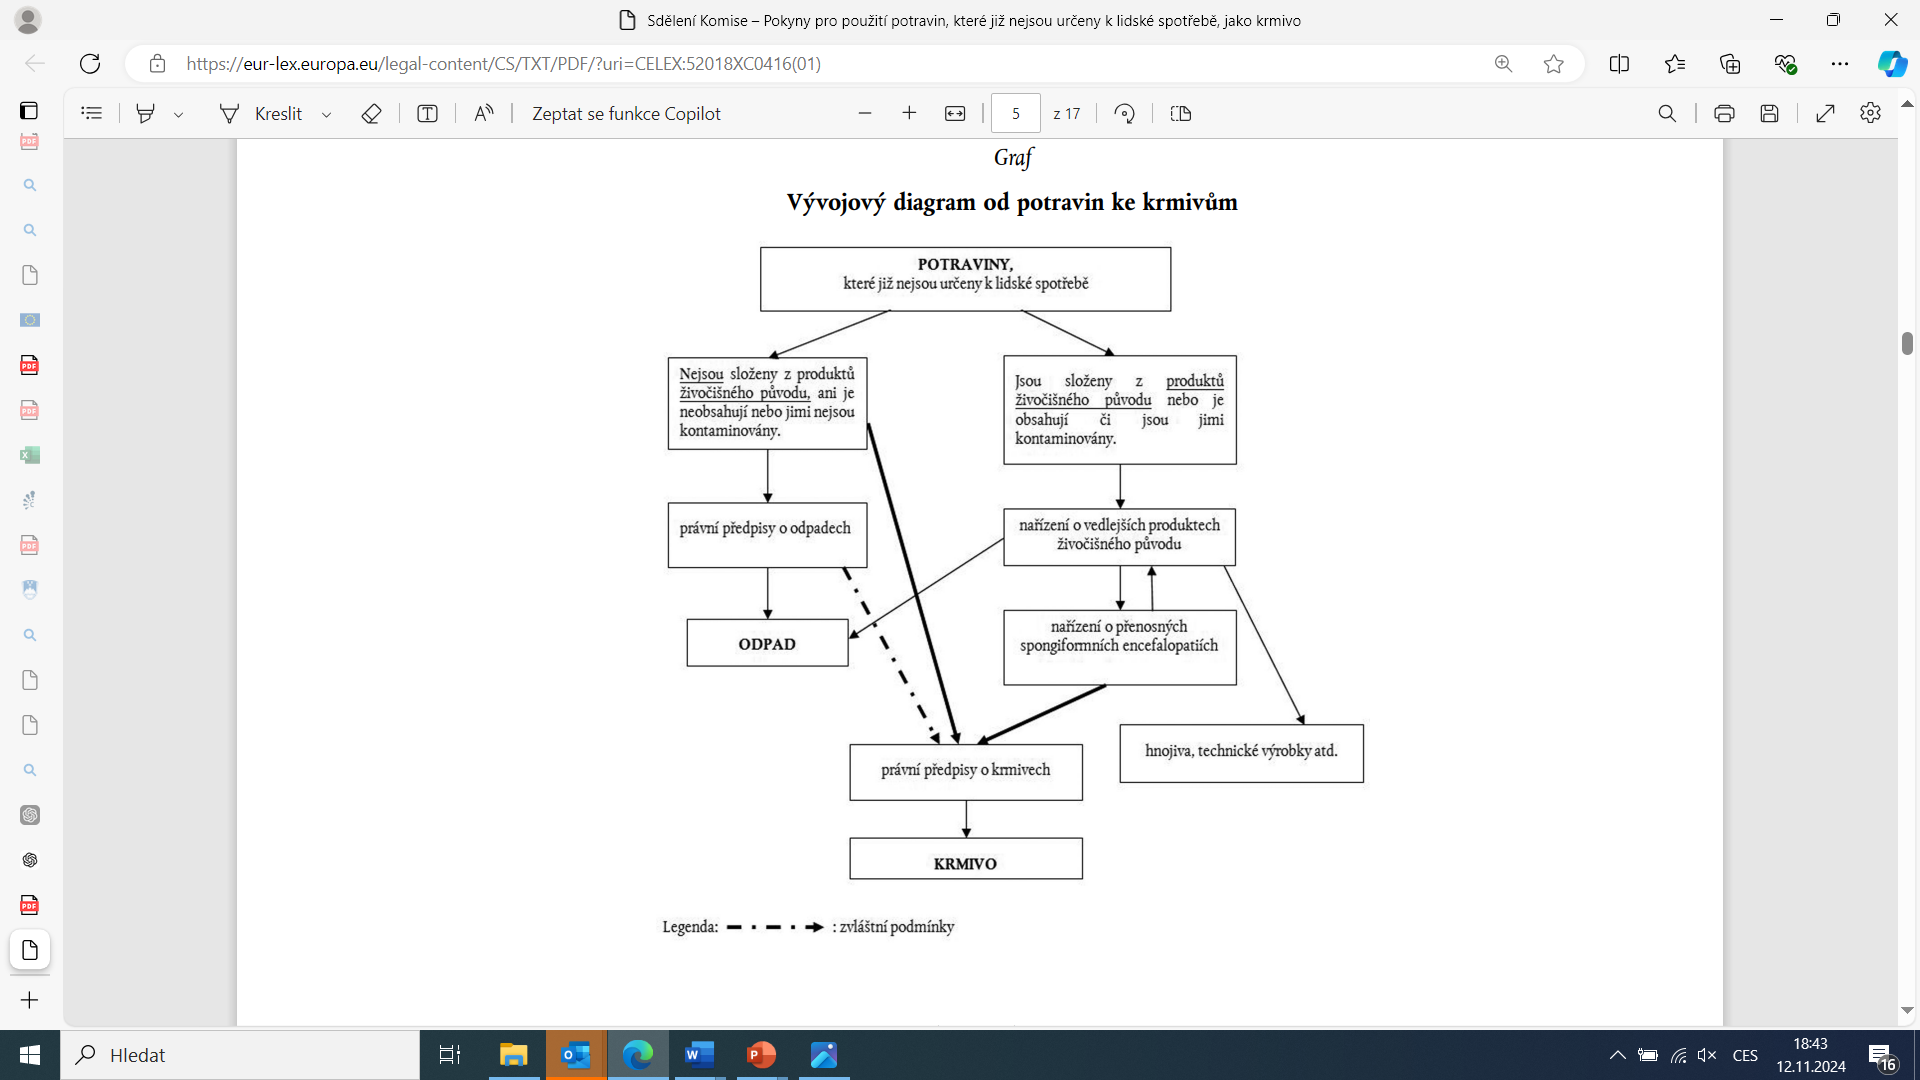 Sdělení Komise – Pokyny pro použití potravin, které již nejsou určeny k lidské spotřebě, jako krmivo
https://eur-lex.europa.eu/legal-content/CS/TXT/PDF/?uri=CELEX:52018XC0416(01)
Kreslit
Zeptat se funkce Copilot
5
z 17
Graf
Vývojový diagram od potravin ke krmivům
POTRAVINY,
které již nejsou určeny k lidské spotřebě
Nejsou složeny z produktů
živočišného původu, ani je
neobsahují nebo jimi nejsou
kontaminovány.
Jsou složeny z produktů
živočišného původu nebo je
obsahují či jsou jimi
kontaminovány.
právní předpisy o odpadech
nařízení o vedlejších produktech
živočišného původu
ODPAD
nařízení o přenosných
spongiformních encefalopatiích
právní předpisy o krmivech
hnojiva, technické výrobky atd.
KRMIVO
Legenda:
: zvláštní podmínky
Hledat
CES
18:43
12.11.2024
16